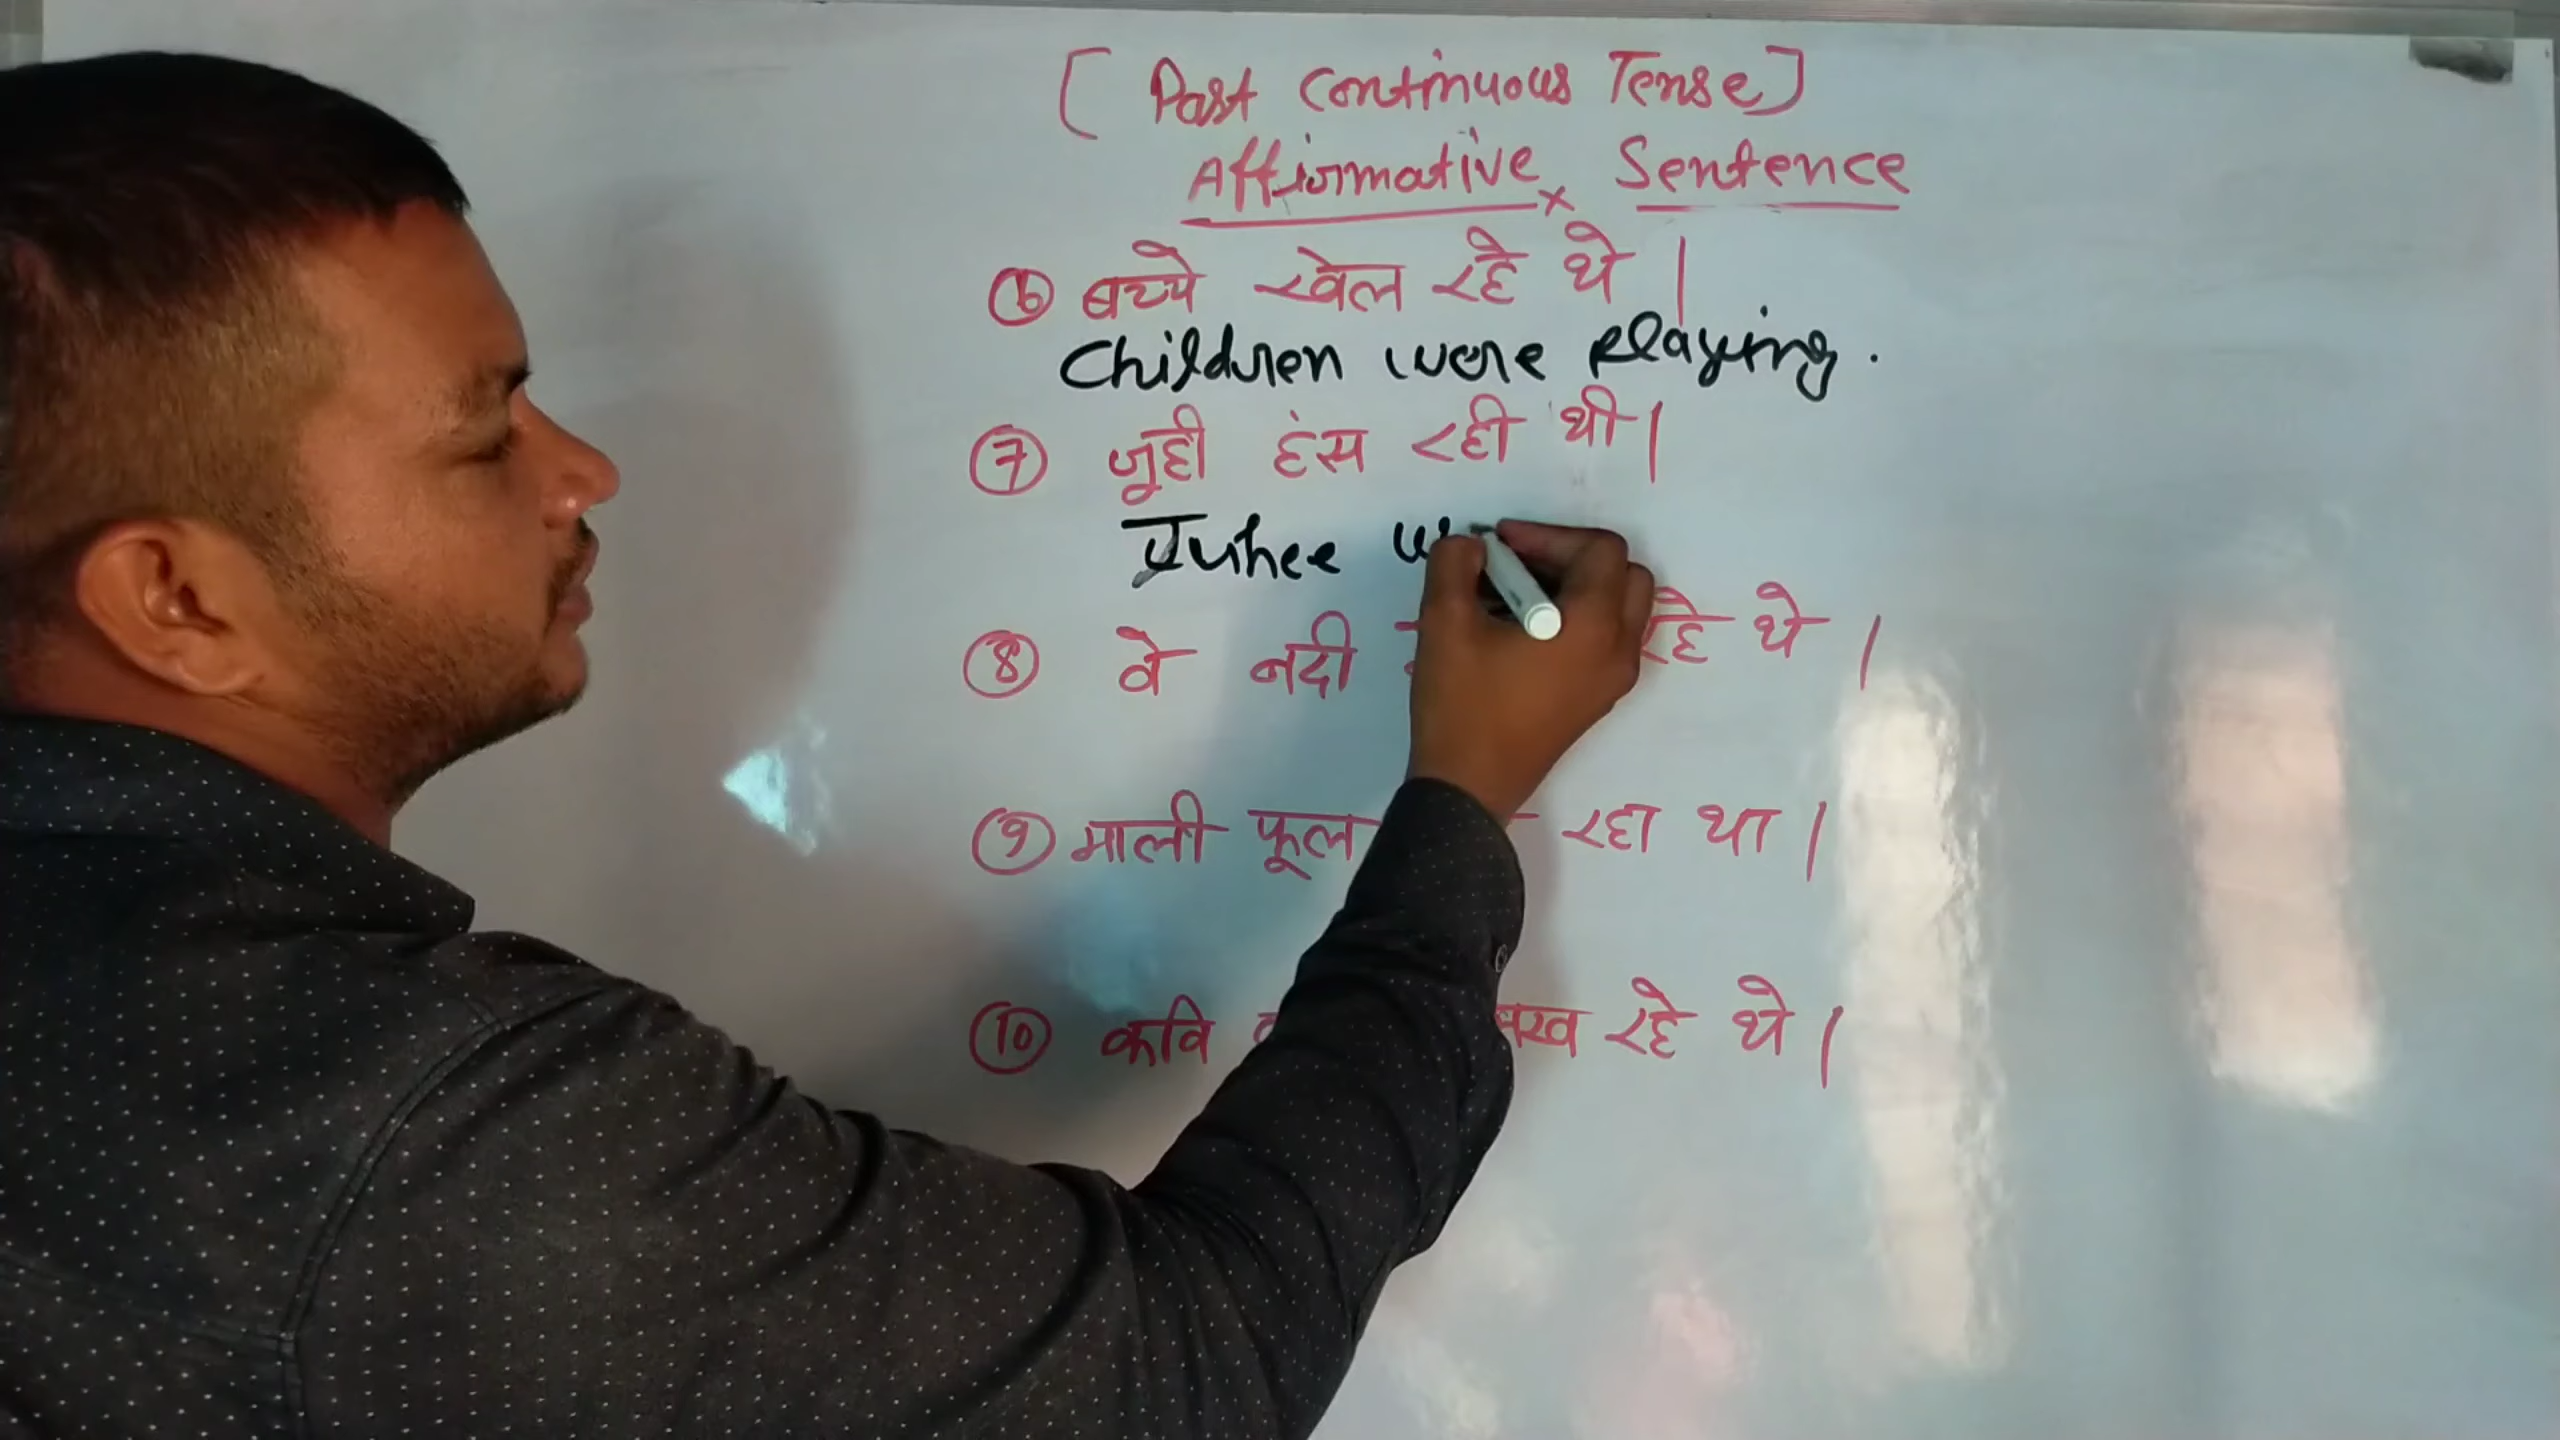 [ Past Continuous Tense ]
Affirmative × Sentence
⑥ बच्चे खेल रहे थे |
Children were playing.
⑦ जूही हंस रही थी |
Juhee
⑧ वे नदी रहे थे |
⑨ माली फूल रहा था |
⑩ कवि रहे थे |